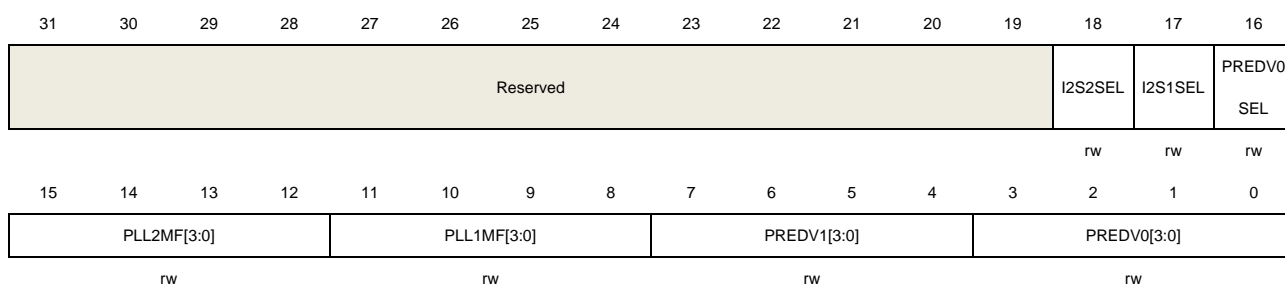 31 30 29 28 27 26 25 24 23 22 21 20 19 18 17 16
Reserved I2S2SEL I2S1SEL PREDV0
SEL
rw rw rw
15 14 13 12 11 10 9 8 7 6 5 4 3 2 1 0
PLL2MF[3:0] PLL1MF[3:0] PREDV1[3:0] PREDV0[3:0]
rw rw rw rw